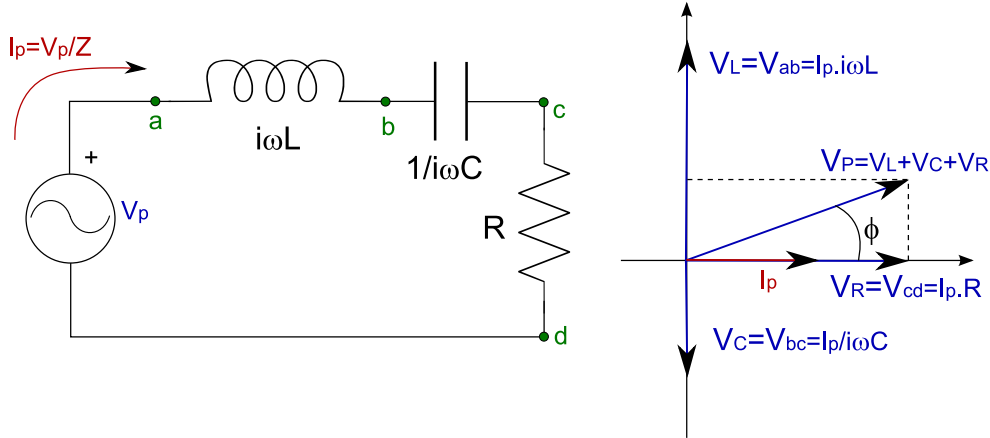 Ip=Vp/Z
a
iωL
b
1/iωC
c
+
Vp
R
d
VL=Vab=Ip.iωL
VP=VL+VC+VR
ϕ
Ip
VR=Vcd=Ip.R
VC=Vbc=Ip/iωC